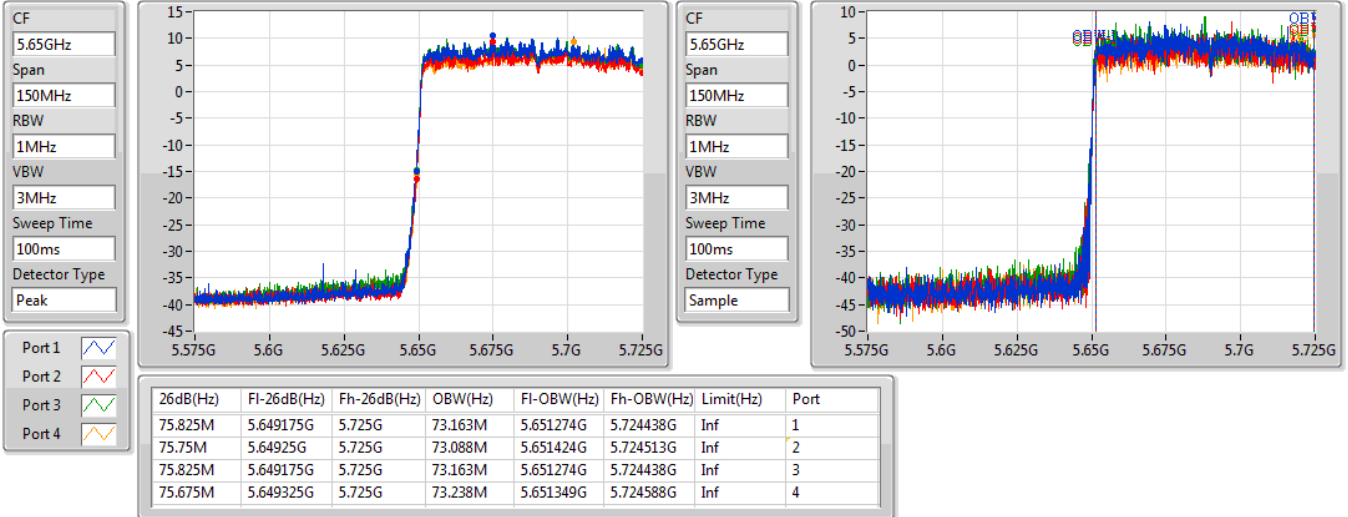 CF
5.65GHz
Span
150MHz
RBW
1MHz
VBW
3MHz
Sweep Time
100ms
Detector Type
Peak
15
10
5
0
-5
-10
-15
-20
-25
-30
-35
-40
-45
5.575G 5.6G 5.625G 5.65G 5.675G 5.7G 5.725G
CF
5.65GHz
Span
150MHz
RBW
1MHz
VBW
3MHz
Sweep Time
100ms
Detector Type
Sample
10
5
0
-5
-10
-15
-20
-25
-30
-35
-40
-45
-50
5.575G 5.6G 5.625G 5.65G 5.675G 5.7G 5.725G
Port 1
Port 2
Port 3
Port 4
26dB(Hz) Fl-26dB(Hz) Fh-26dB(Hz) OBW(Hz) Fl-OBW(Hz) Fh-OBW(Hz) Limit(Hz) Port
75.825M 5.649175G 5.725G 73.163M 5.651274G 5.724438G Inf 1
75.75M 5.64925G 5.725G 73.088M 5.651424G 5.724513G Inf 2
75.825M 5.649175G 5.725G 73.163M 5.651274G 5.724438G Inf 3
75.675M 5.649325G 5.725G 73.238M 5.651349G 5.724588G Inf 4